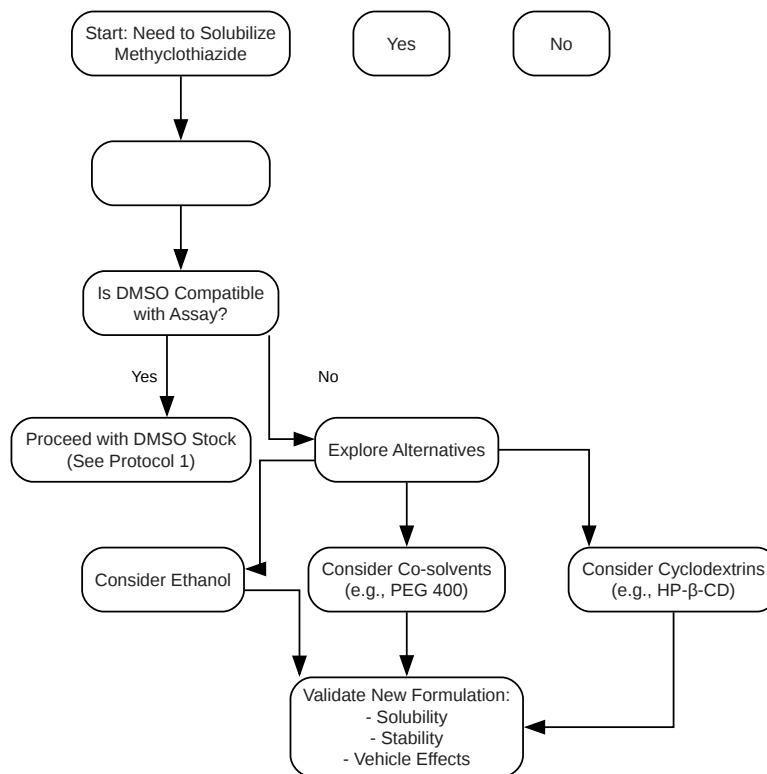 Start: Need to Solubilize
Methyclothiazide
Yes
No
Is DMSO Compatible
with Assay?
Yes
No
Proceed with DMSO Stock
(See Protocol 1)
Explore Alternatives
Consider Ethanol
Consider Co-solvents
(e.g., PEG 400)
Consider Cyclodextrins
(e.g., HP-β-CD)
Validate New Formulation:
- Solubility
- Stability
- Vehicle Effects